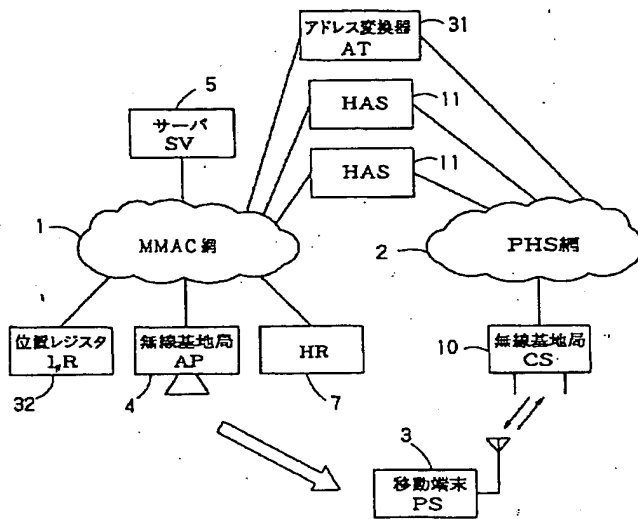 アドレス変換器
AT
31
5
サーバ
SV
HAS
11
HAS
11
1
MMAC網
2
PHS網
位置レジスタ
LR
32
無線基地局
AP
4
HR
7
10
無線基地局
CS
3
移動端末
PS